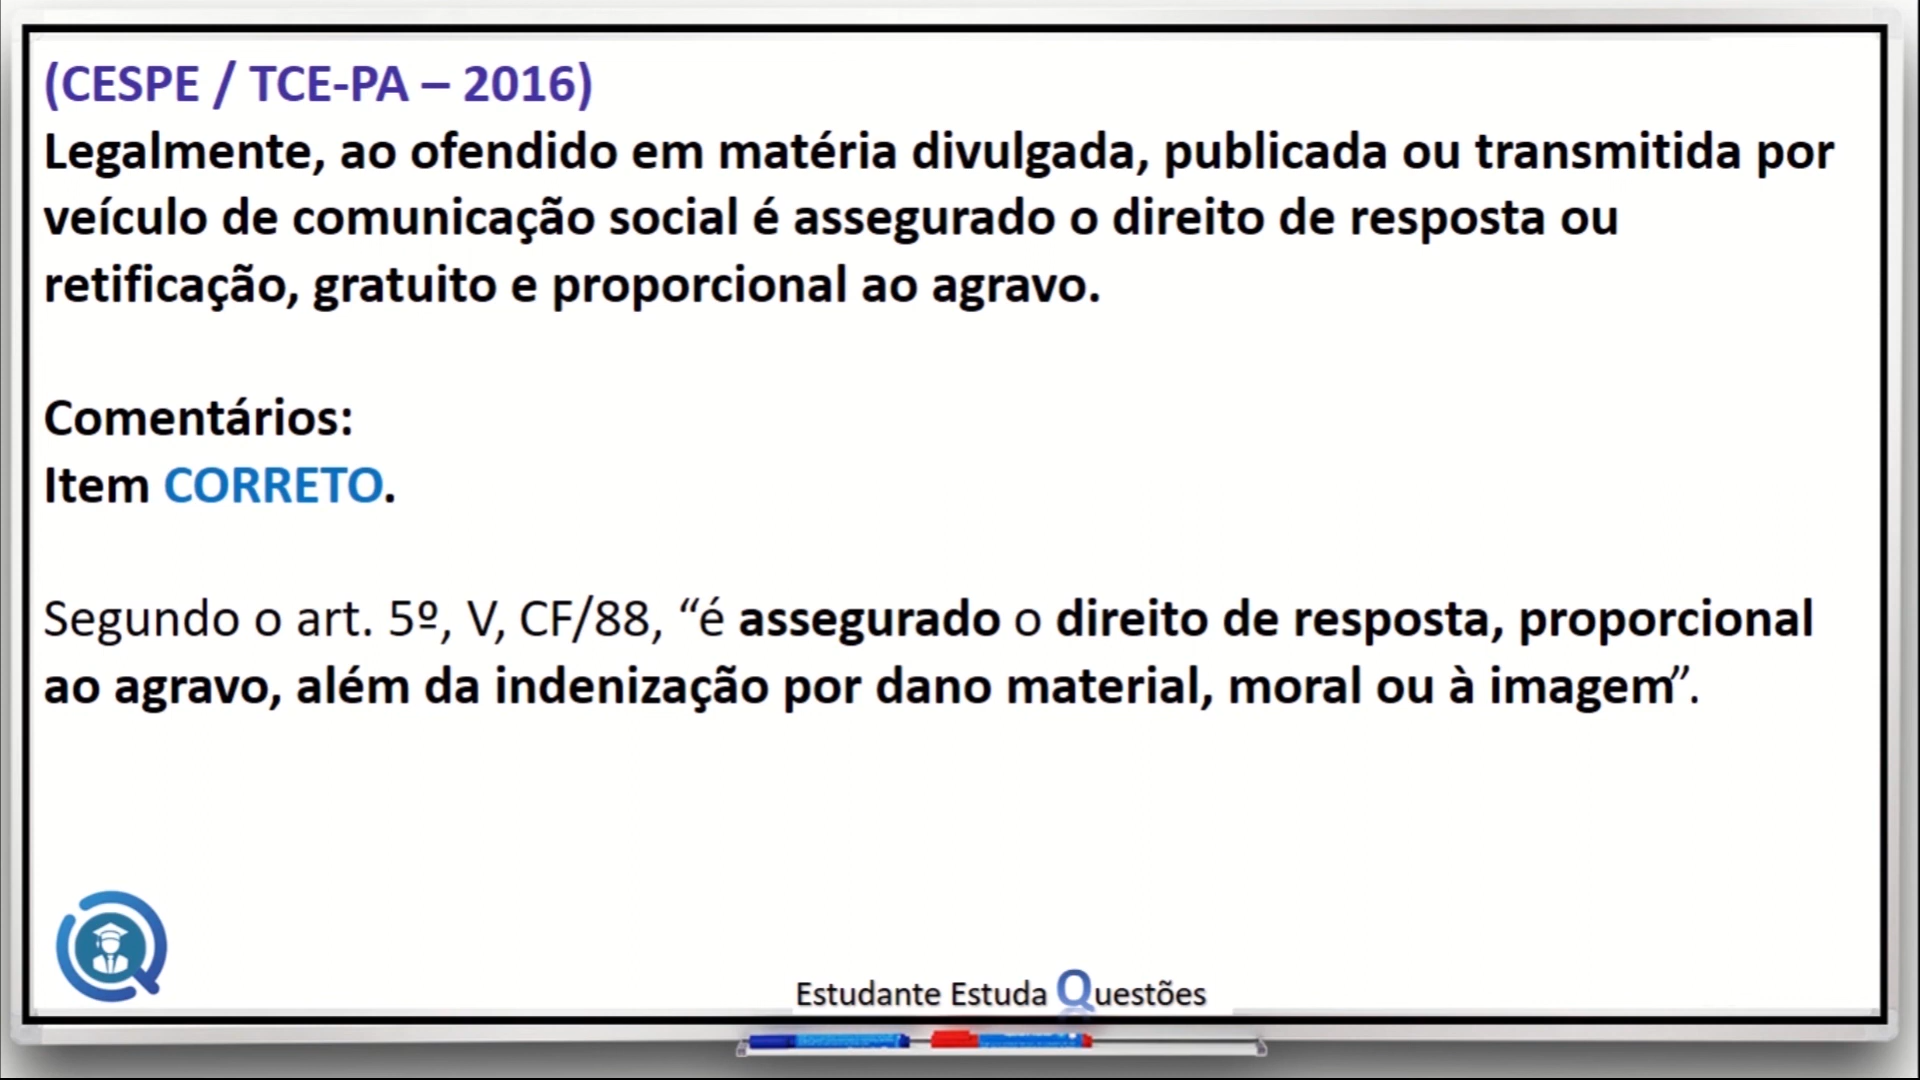 (CESPE / TCE-PA – 2016)
Legalmente, ao ofendido em matéria divulgada, publicada ou transmitida por
veículo de comunicação social é assegurado o direito de resposta ou
retificação, gratuito e proporcional ao agravo.
Comentários:
Item CORRETO.
Segundo o art. 5º, V, CF/88, “é assegurado o direito de resposta, proporcional
ao agravo, além da indenização por dano material, moral ou à imagem”.
Estudante Estuda Questões